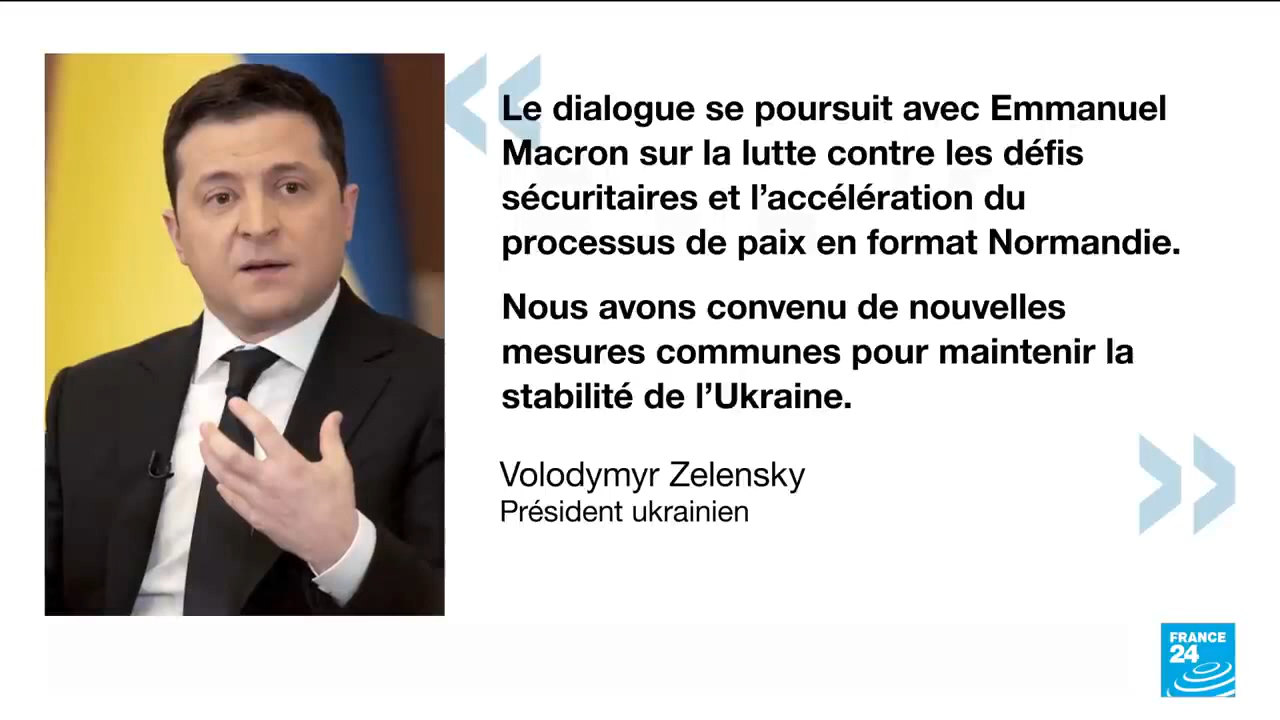 Le dialogue se poursuit avec Emmanuel
Macron sur la lutte contre les défis
sécuritaires et l’accélération du
processus de paix en format Normandie.
Nous avons convenu de nouvelles
mesures communes pour maintenir la
stabilité de l’Ukraine.
Volodymyr Zelensky
Président ukrainien
FRANCE
24